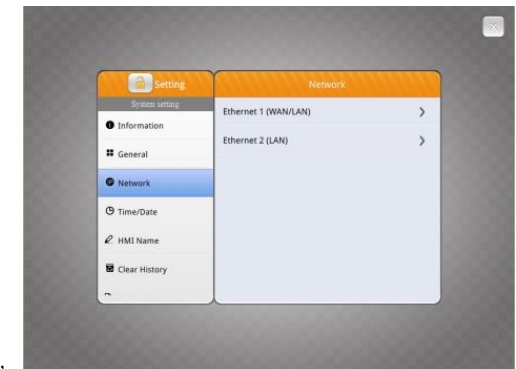 Setting
System setting
Information
General
Network
Time/Date
HMI Name
Clear History
Network
Ethernet 1 (WAN/LAN)
Ethernet 2 (LAN)